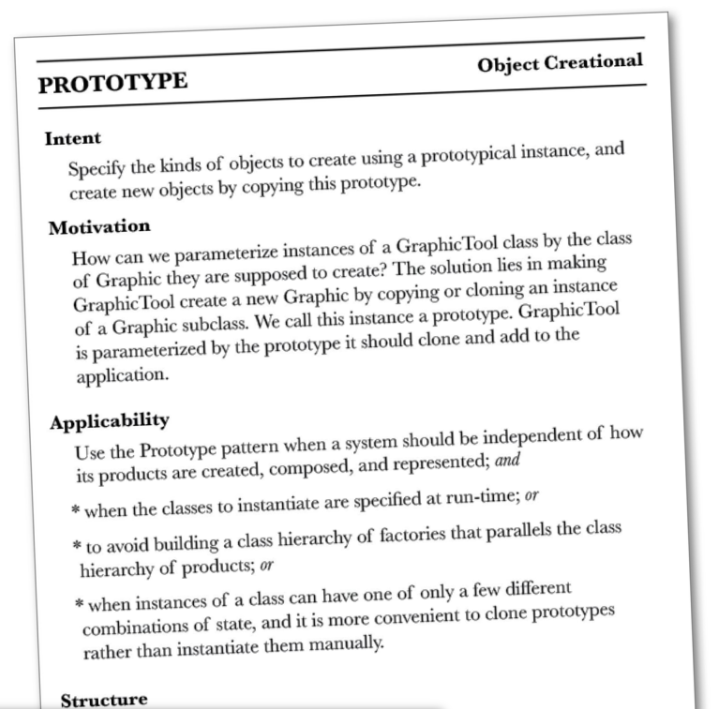 PROTOTYPE
Object Creational
Intent
Specify the kinds of objects to create using a prototypical instance, and
create new objects by copying this prototype.
Motivation
How can we parameterize instances of a GraphicTool class by the class
of Graphic they are supposed to create? The solution lies in making
GraphicTool create a new Graphic by copying or cloning an instance
of a Graphic subclass. We call this instance a prototype. GraphicTool
is parameterized by the prototype it should clone and add to the
application.
Applicability
Use the Prototype pattern when a system should be independent of how
its products are created, composed, and represented; and
* when the classes to instantiate are specified at run-time; or
* to avoid building a class hierarchy of factories that parallels the class
hierarchy of products; or
* when instances of a class can have one of only a few different
combinations of state, and it is more convenient to clone prototypes
rather than instantiate them manually.
Structure